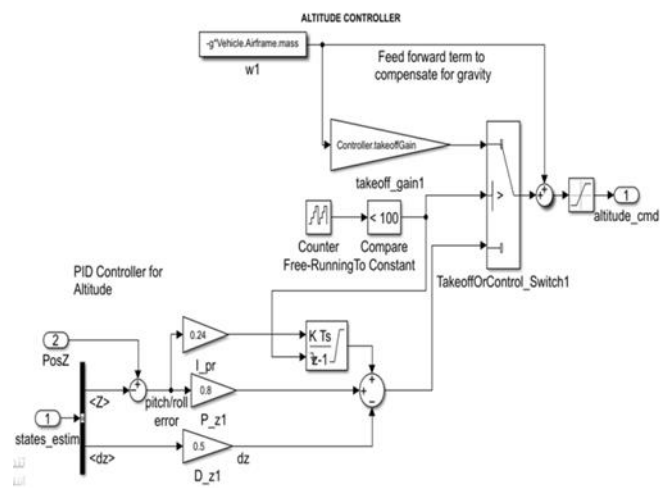 ALTITUDE CONTROLLER
-g*Vehicle.Airframe.mass
w1
Feed forward term to
compensate for gravity
Controller.takeoffGain
takeoff_gain1
>
+
+
1
altitude_cmd
< 100
Counter
Free-Running
Compare
To Constant
TakeoffOrControl_Switch1
PID Controller for
Altitude
2
PosZ
0.24
I_pr
K Ts
z-1
+
-
<Z>
pitch/roll
error
0.8
P_z1
+
+
-
1
states_estim
<dz>
0.5
D_z1
dz